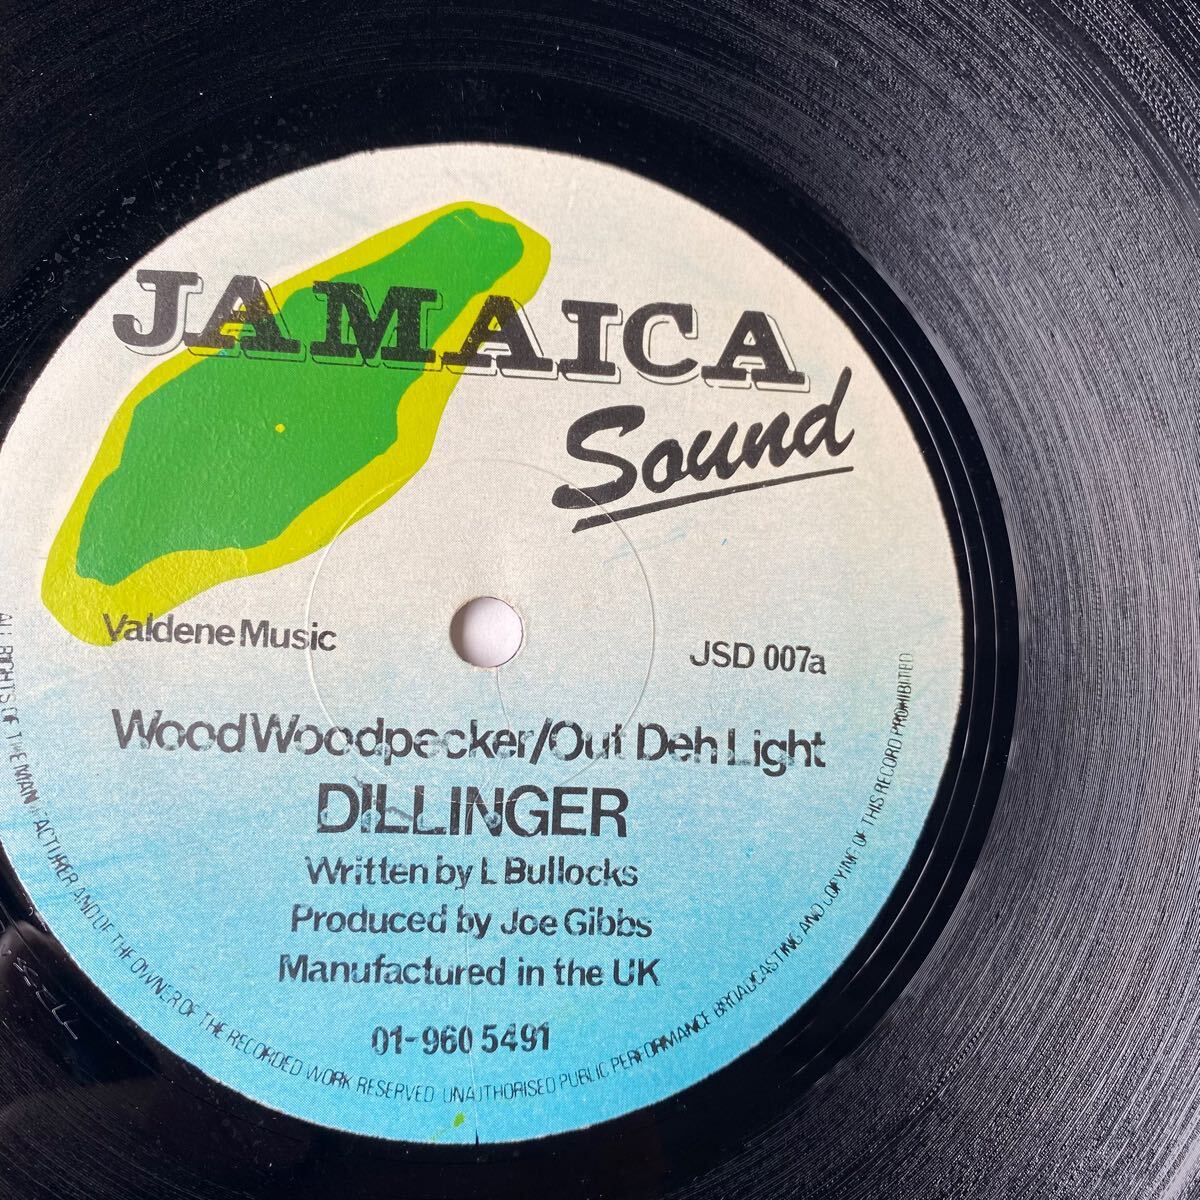 JAMAICA
Sound
Valdene Music
JSD 007a
Wood Woodpecker/Out Deh Light
DILLINGER
Written by L Bullocks
Produced by Joe Gibbs
Manufactured in the UK
01-960 5491
ALL RIGHTS OF THE MANUFACTURER AND OF THE OWNER OF THE RECORDED WORK RESERVED UNAUTHORISED PUBLIC PERFORMANCE BROADCASTING AND COPYING OF THIS RECORD PROHIBITED